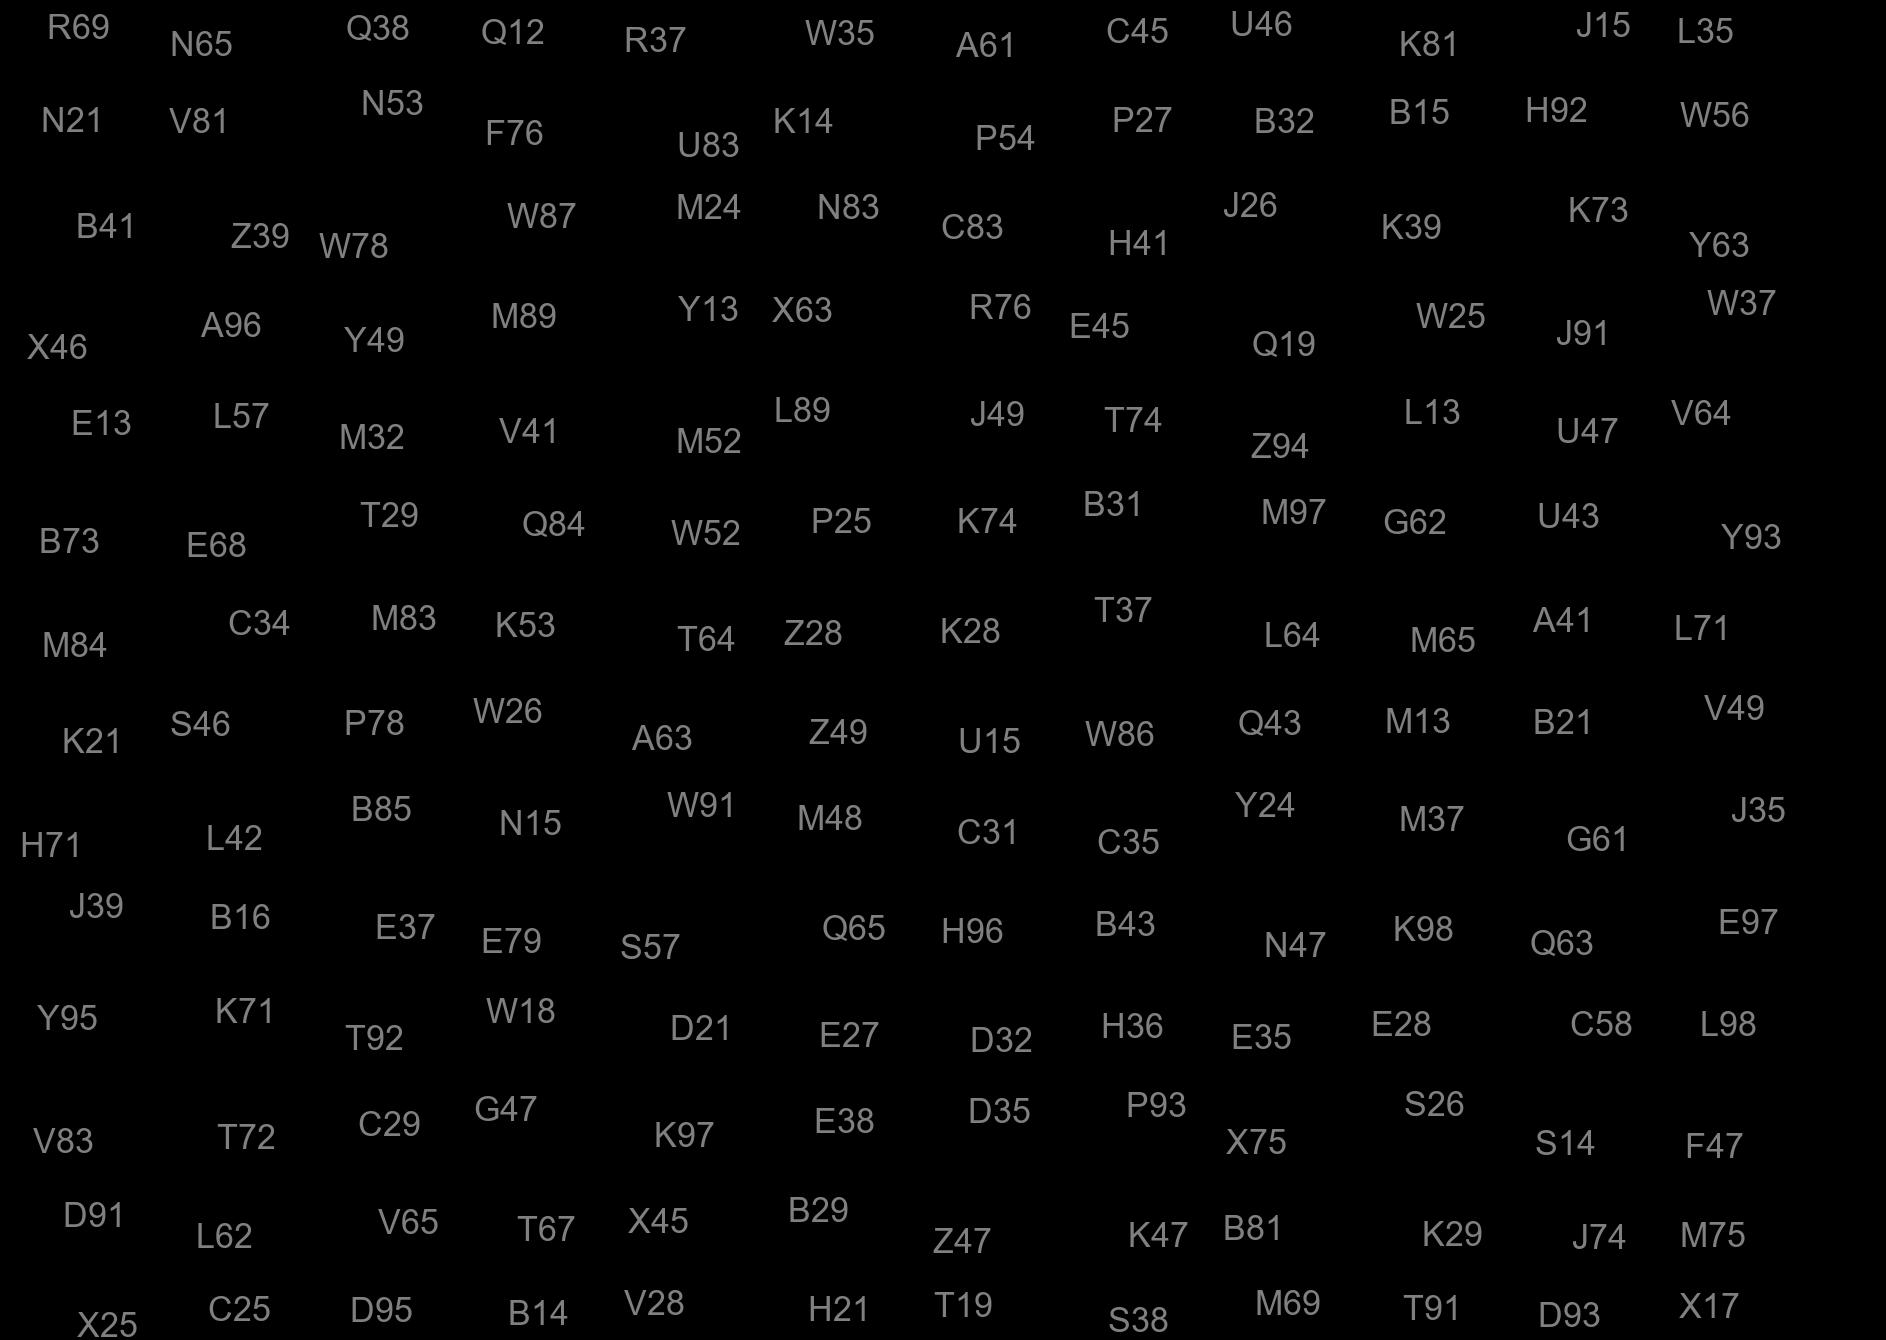 R69 N65 Q38 Q12 R37 W35 A61 C45 U46 K81 J15 L35
N21 V81 N53 F76 U83 K14 P54 P27 B32 B15 H92 W56
B41 Z39 W78 W87 M24 N83 C83 H41 J26 K39 K73 Y63
X46 A96 Y49 M89 Y13 X63 R76 E45 Q19 W25 J91 W37
E13 L57 M32 V41 M52 L89 J49 T74 Z94 L13 U47 V64
B73 E68 T29 Q84 W52 P25 K74 B31 M97 G62 U43 Y93
M84 C34 M83 K53 T64 Z28 K28 T37 L64 M65 A41 L71
K21 S46 P78 W26 A63 Z49 U15 W86 Q43 M13 B21 V49
H71 L42 B85 N15 W91 M48 C31 C35 Y24 M37 G61 J35
J39 B16 E37 E79 S57 Q65 H96 B43 N47 K98 Q63 E97
Y95 K71 T92 W18 D21 E27 D32 H36 E35 E28 C58 L98
V83 T72 C29 G47 K97 E38 D35 P93 X75 S26 S14 F47
D91 L62 V65 T67 X45 B29 Z47 K47 B81 K29 J74 M75
X25 C25 D95 B14 V28 H21 T19 S38 M69 T91 D93 X17